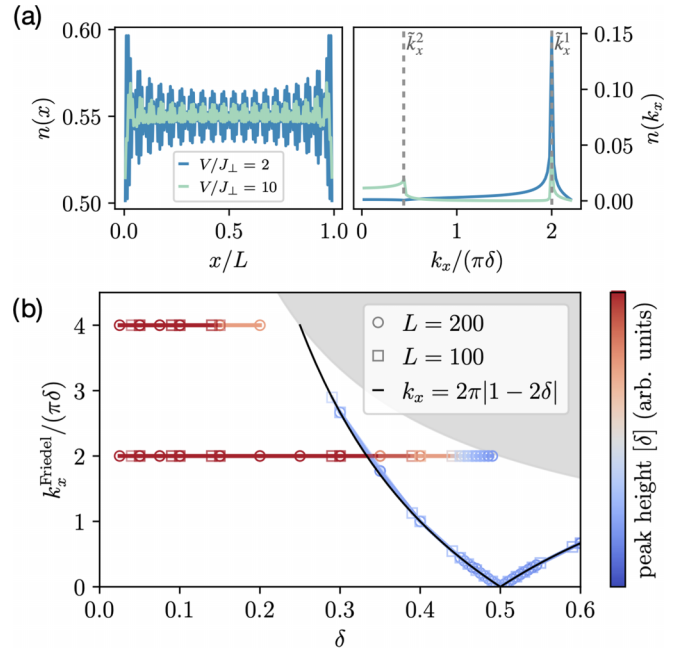 (a)
0.60
0.55
0.50
n(x)
V/J⊥ = 2
V/J⊥ = 10
0.0
0.5
1.0
x/L
k̃ₓ²
k̃ₓ¹
0.15
0.10
0.05
0.00
n(kₓ)
0
1
2
kₓ/(πδ)
(b)
4
3
2
1
0
kₓ^Friedel/(πδ)
L = 200
L = 100
kₓ = 2π|1 − 2δ|
0.0
0.1
0.2
0.3
0.4
0.5
0.6
δ
peak height [δ] (arb. units)